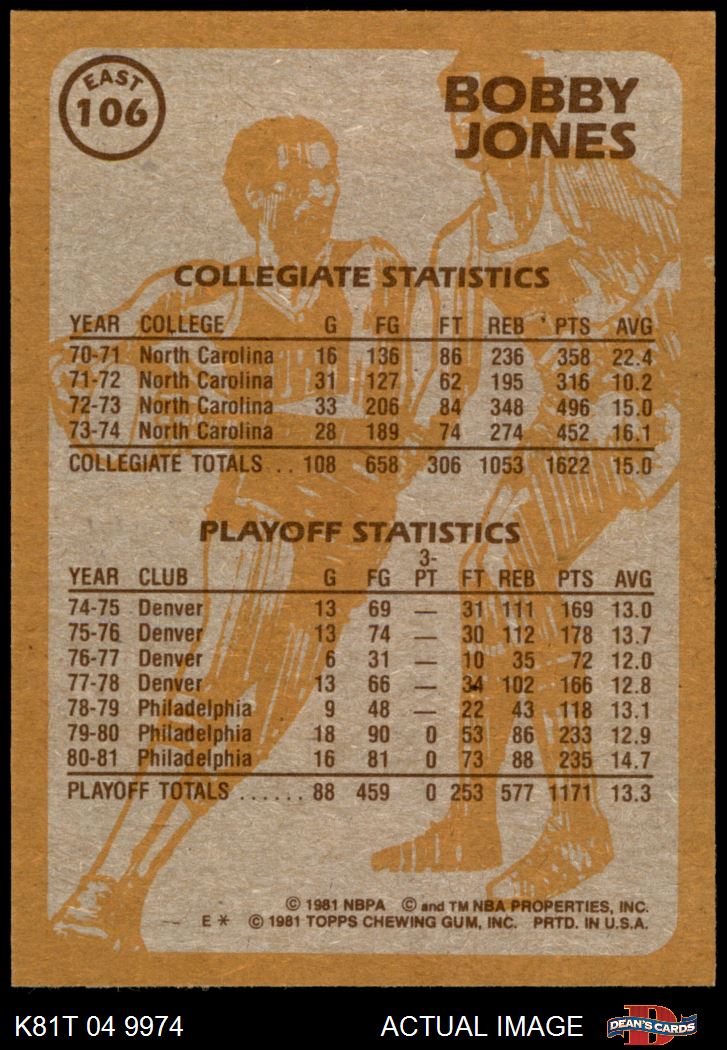 EAST
106
BOBBY
JONES
COLLEGIATE STATISTICS
YEAR COLLEGE G FG FT REB PTS AVG
70-71 North Carolina 16 136 86 236 358 22.4
71-72 North Carolina 31 127 62 195 316 10.2
72-73 North Carolina 33 206 84 348 496 15.0
73-74 North Carolina 28 189 74 274 452 16.1
COLLEGIATE TOTALS .. 108 658 306 1053 1622 15.0
PLAYOFF STATISTICS
3-
YEAR CLUB G FG PT FT REB PTS AVG
74-75 Denver 13 69 — 31 111 169 13.0
75-76 Denver 13 74 — 30 112 178 13.7
76-77 Denver 6 31 — 10 35 72 12.0
77-78 Denver 13 66 — 34 102 166 12.8
78-79 Philadelphia 9 48 — 22 43 118 13.1
79-80 Philadelphia 18 90 0 53 86 233 12.9
80-81 Philadelphia 16 81 0 73 88 235 14.7
PLAYOFF TOTALS ...... 88 459 0 253 577 1171 13.3
© 1981 NBPA © and TM NBA PROPERTIES, INC.
E * © 1981 TOPPS CHEWING GUM, INC. PRTD. IN U.S.A.
K81T 04 9974 ACTUAL IMAGE DEAN'S CARDS